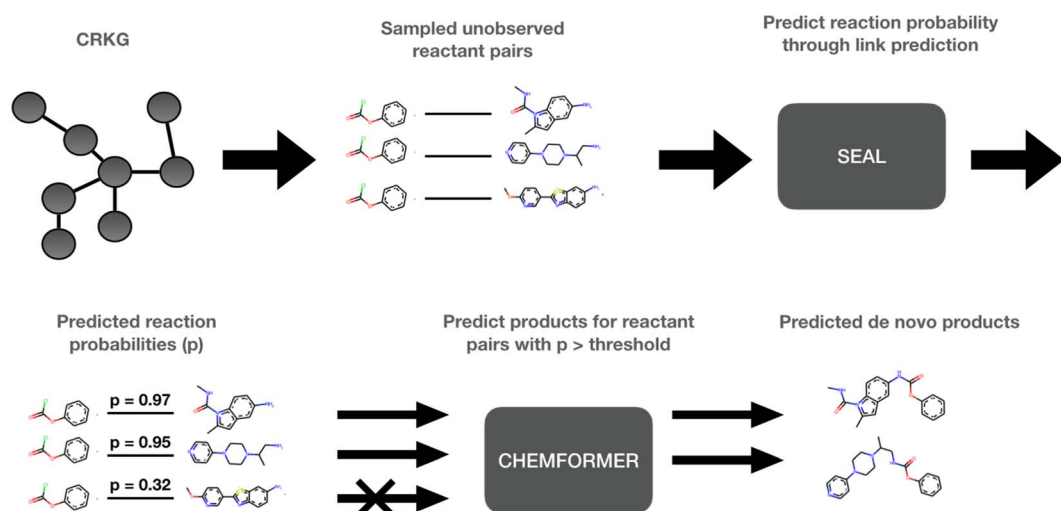 CRKG
Sampled unobserved
reactant pairs
Predict reaction probability
through link prediction
SEAL
Predicted reaction
probabilities (p)
Predict products for reactant
pairs with p > threshold
Predicted de novo products
p = 0.97
p = 0.95
p = 0.32
CHEMFORMER